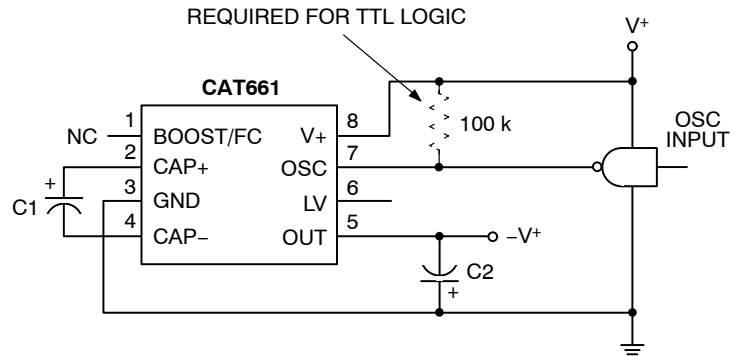 REQUIRED FOR TTL LOGIC
V+
CAT661
OSC
INPUT
100 k
NC
1
BOOST/FC
V+
8
2
CAP+
OSC
7
3
GND
LV
6
4
CAP−
OUT
5
+
C1
−V+
C2
+